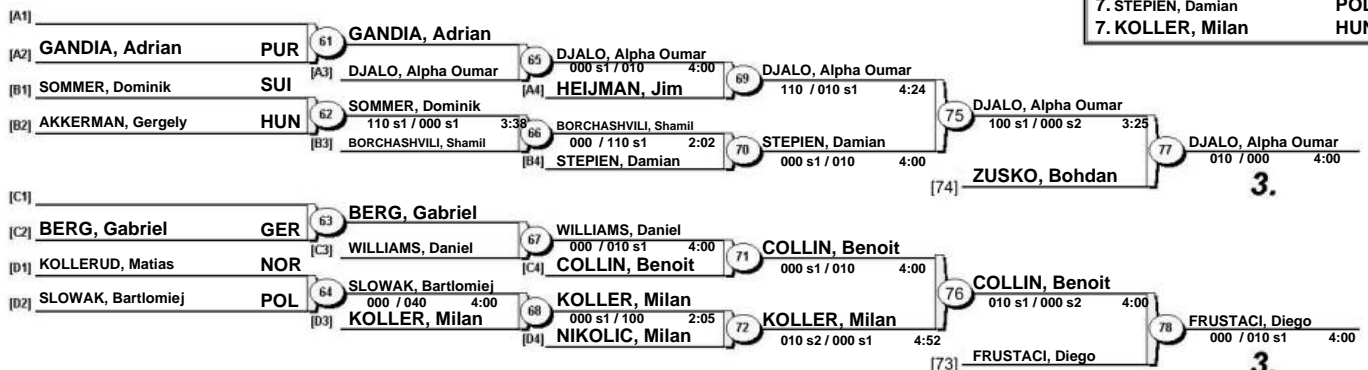 7. STEPIEN, Damian POL
7. KOLLER, Milan HUN
[A1]
[A2] GANDIA, Adrian PUR
61 GANDIA, Adrian
[A3] DJALO, Alpha Oumar
65 DJALO, Alpha Oumar
000 s1 / 010 4:00
[A4] HEIJMAN, Jim
69 DJALO, Alpha Oumar
110 / 010 s1 4:24
[B1] SOMMER, Dominik SUI
[B2] AKKERMAN, Gergely HUN
62 SOMMER, Dominik
110 s1 / 000 s1 3:38
[B3] BORCHASHVILI, Shamil
66 BORCHASHVILI, Shamil
000 / 110 s1 2:02
[B4] STEPIEN, Damian
70 STEPIEN, Damian
000 s1 / 010 4:00
75 DJALO, Alpha Oumar
100 s1 / 000 s2 3:25
[74] ZUSKO, Bohdan
77 DJALO, Alpha Oumar
010 / 000 4:00
3.
[C1]
[C2] BERG, Gabriel GER
63 BERG, Gabriel
[C3] WILLIAMS, Daniel
67 WILLIAMS, Daniel
000 / 010 s1 4:00
[C4] COLLIN, Benoit
71 COLLIN, Benoit
000 s1 / 010 4:00
[D1] KOLLERUD, Matias NOR
[D2] SLOWAK, Bartlomiej POL
64 SLOWAK, Bartlomiej
000 / 040 4:00
[D3] KOLLER, Milan
68 KOLLER, Milan
000 s1 / 100 2:05
[D4] NIKOLIC, Milan
72 KOLLER, Milan
010 s2 / 000 s1 4:52
76 COLLIN, Benoit
010 s1 / 000 s2 4:00
[73] FRUSTACI, Diego
78 FRUSTACI, Diego
000 / 010 s1 4:00
3.